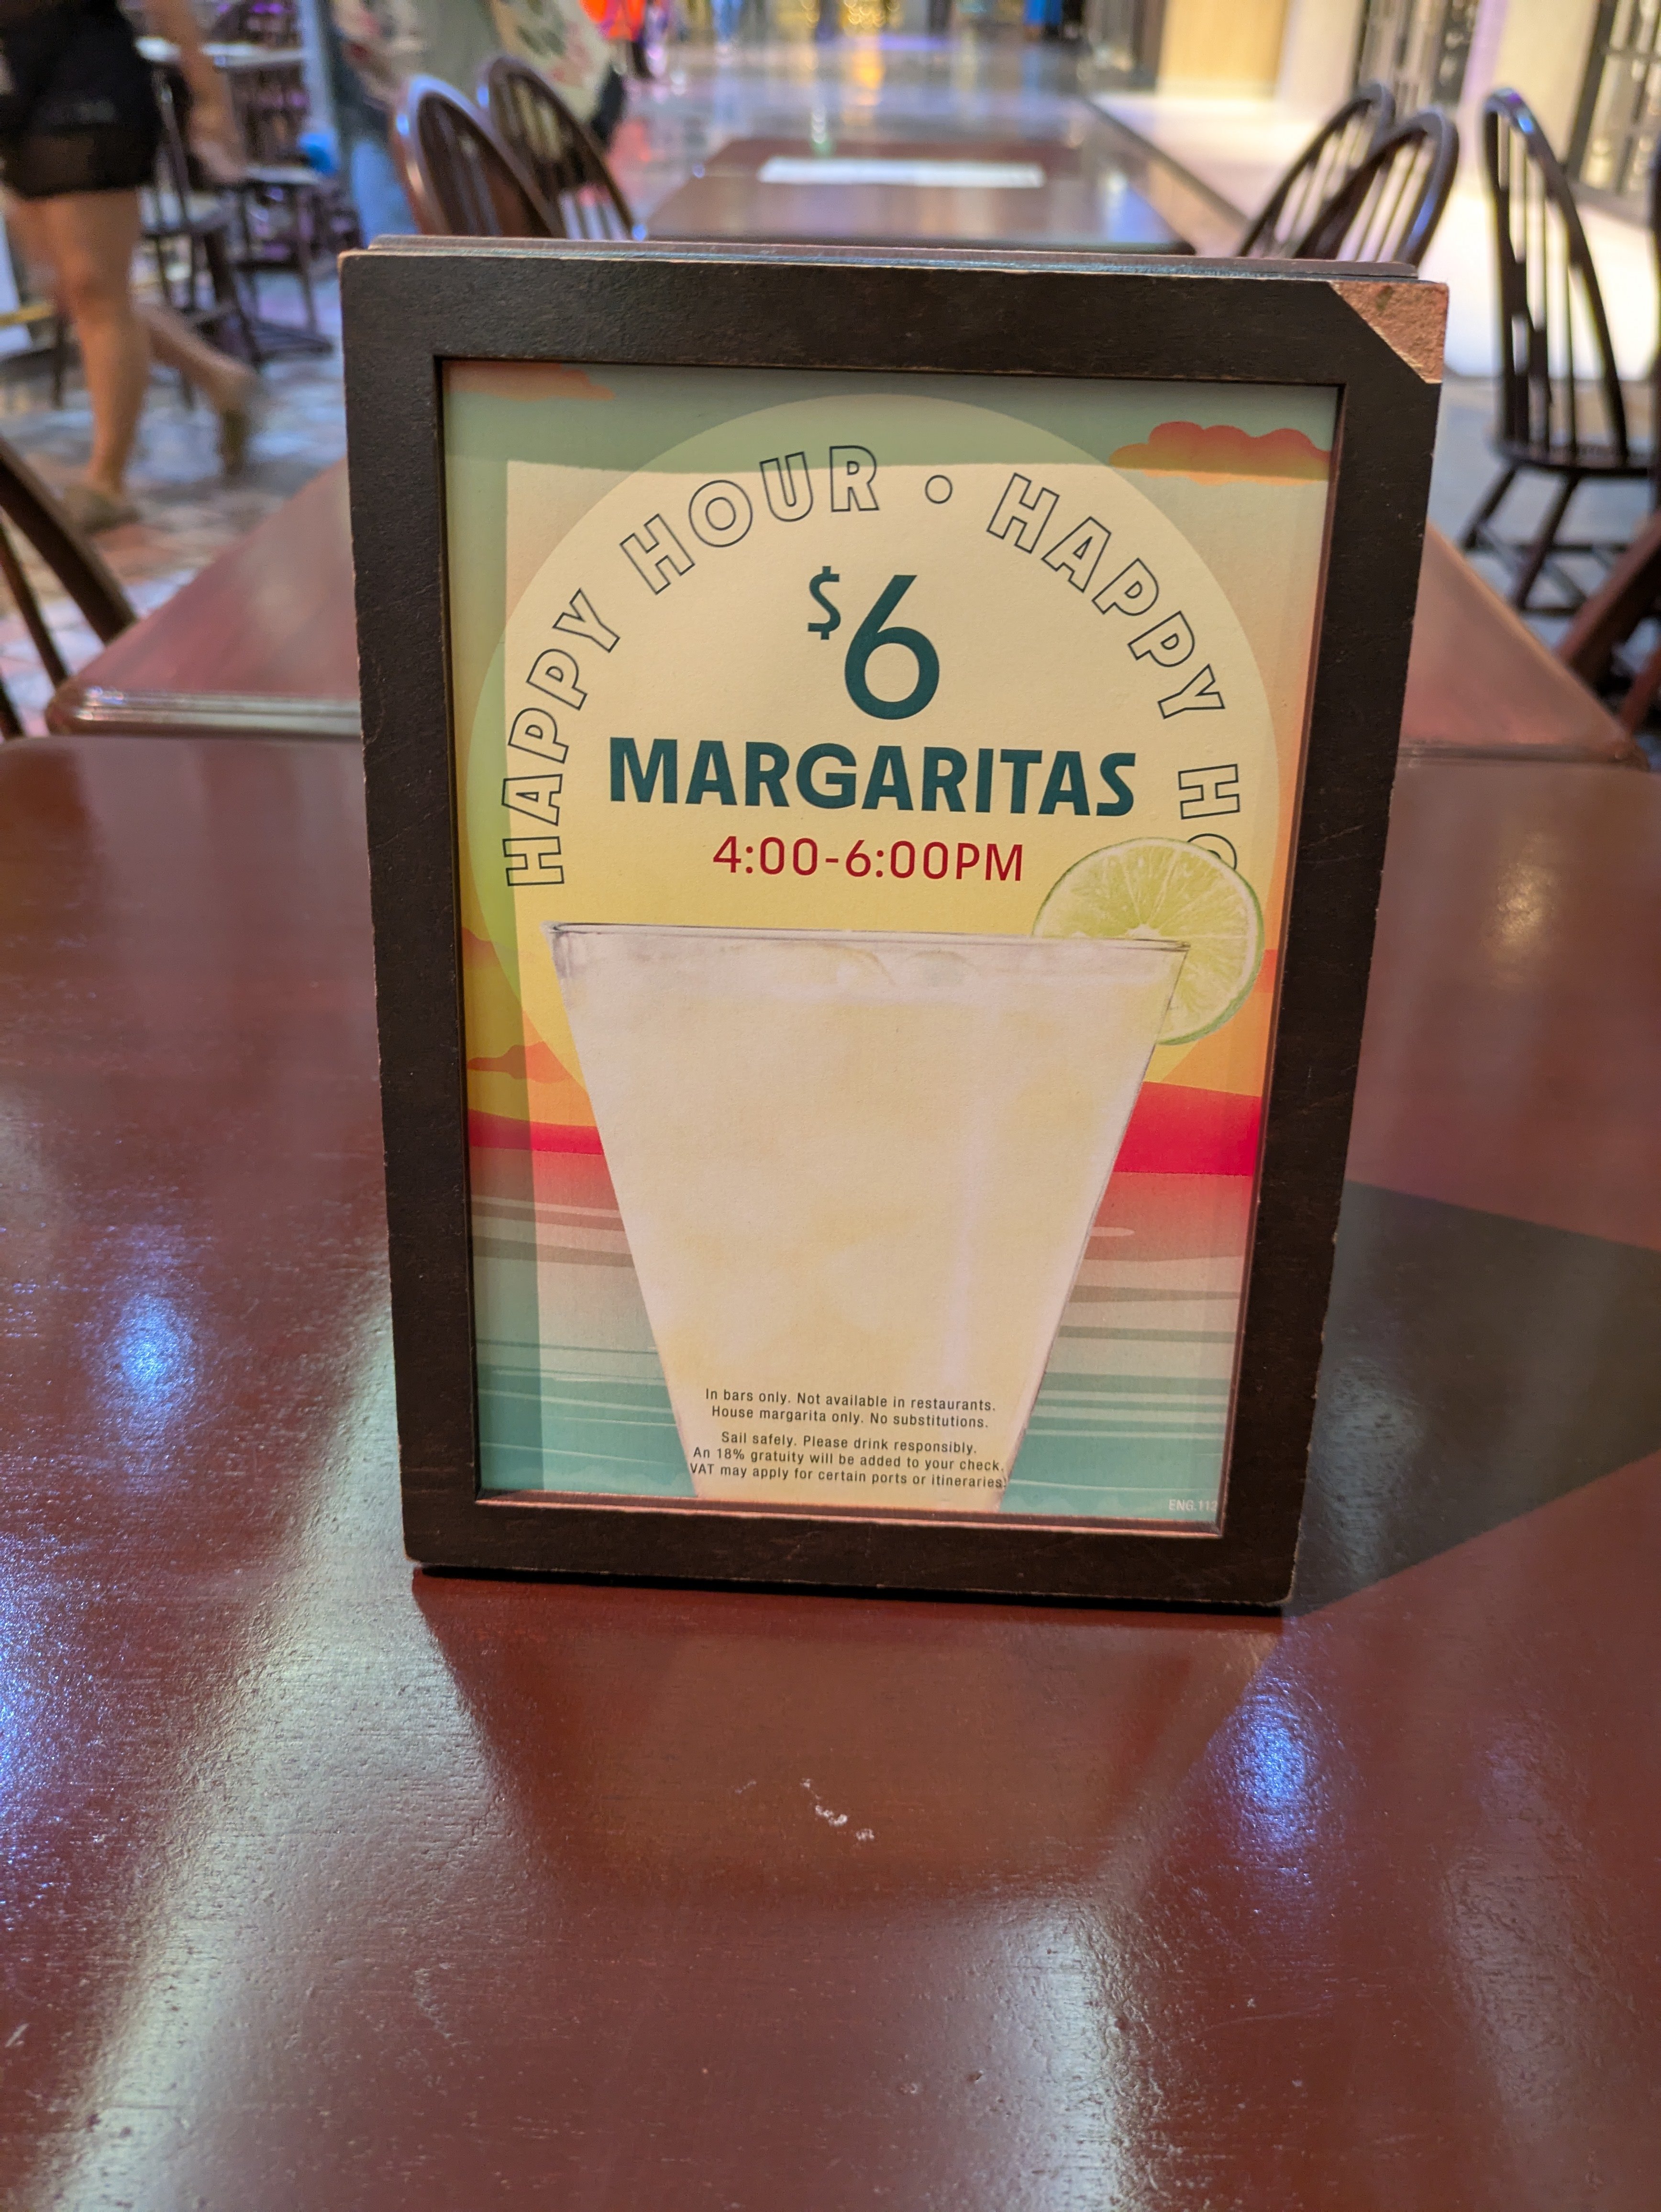 HAPPY HOUR • HAPPY HO
$6
MARGARITAS
4:00-6:00PM
In bars only. Not available in restaurants.
House margarita only. No substitutions.
Sail safely. Please drink responsibly.
An 18% gratuity will be added to your check.
VAT may apply for certain ports or itineraries.
ENG.112